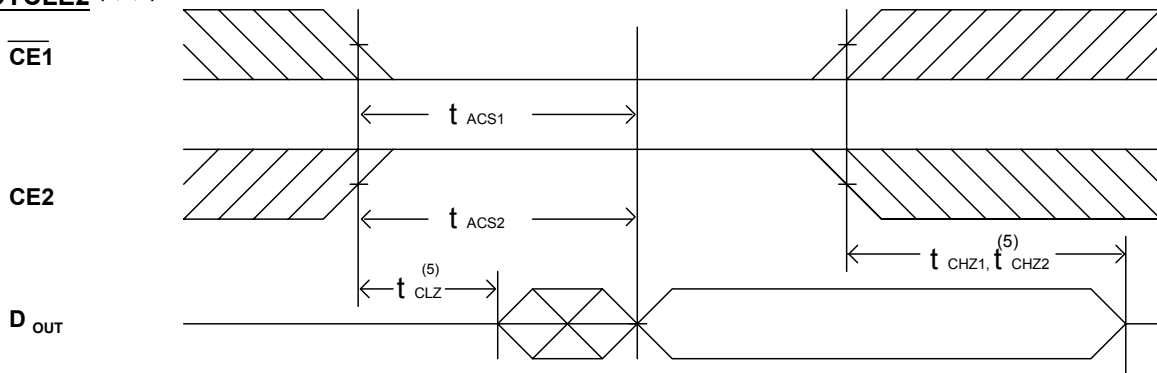 CE1
t ACS1
CE2
t ACS2
(5)
t CHZ1, t CHZ2
(5)
t CLZ
D OUT